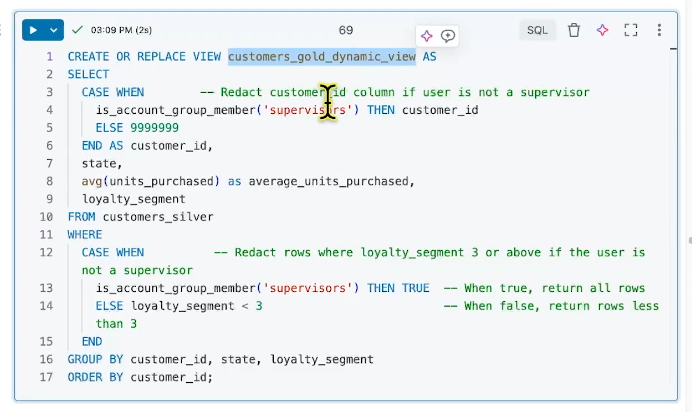 03:09 PM (2s)
69
SQL
1 CREATE OR REPLACE VIEW customers_gold_dynamic_view AS
2 SELECT
3 CASE WHEN -- Redact customer_id column if user is not a supervisor
4 is_account_group_member('supervisors') THEN customer_id
5 ELSE 9999999
6 END AS customer_id,
7 state,
8 avg(units_purchased) as average_units_purchased,
9 loyalty_segment
10 FROM customers_silver
11 WHERE
12 CASE WHEN -- Redact rows where loyalty_segment 3 or above if the user is
not a supervisor
13 is_account_group_member('supervisors') THEN TRUE -- When true, return all rows
14 ELSE loyalty_segment < 3 -- When false, return rows less
than 3
15 END
16 GROUP BY customer_id, state, loyalty_segment
17 ORDER BY customer_id;